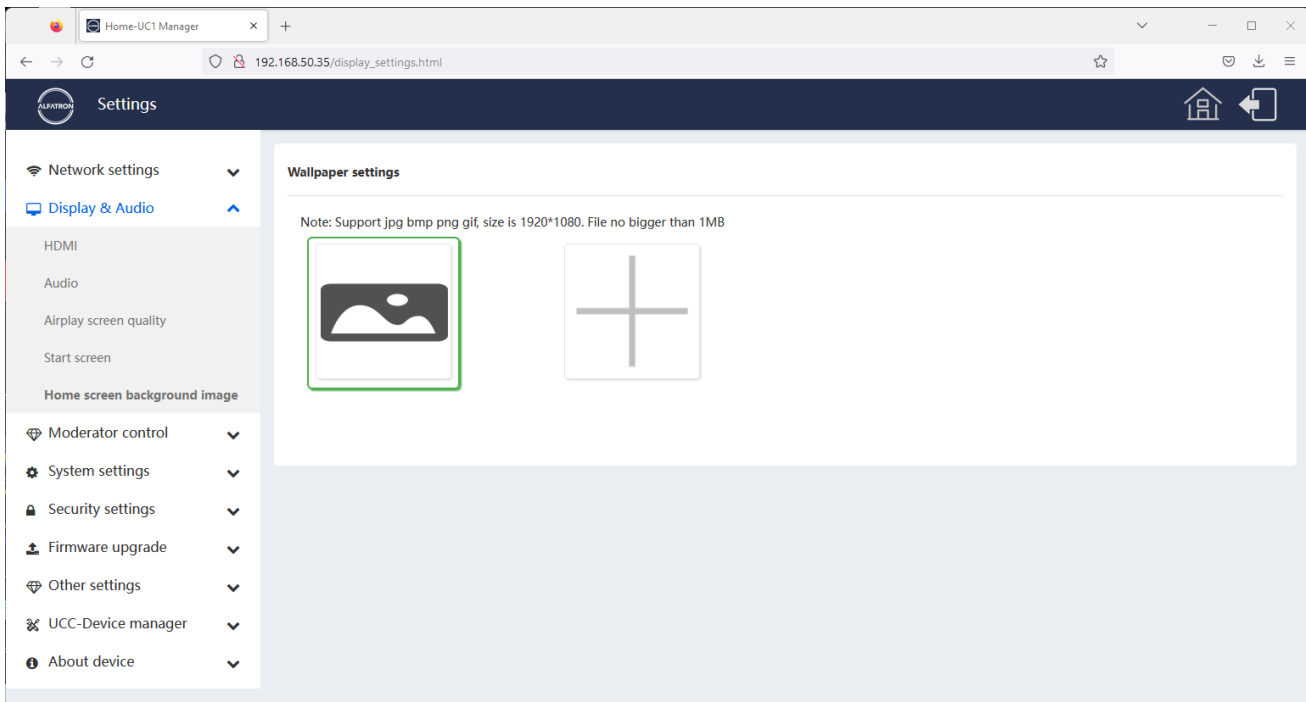 Home-UC1 Manager
192.168.50.35/display_settings.html
ALFATRON
Settings
Network settings
Display & Audio
HDMI
Audio
Airplay screen quality
Start screen
Home screen background image
Moderator control
System settings
Security settings
Firmware upgrade
Other settings
UCC-Device manager
About device
Wallpaper settings
Note: Support jpg bmp png gif, size is 1920*1080. File no bigger than 1MB